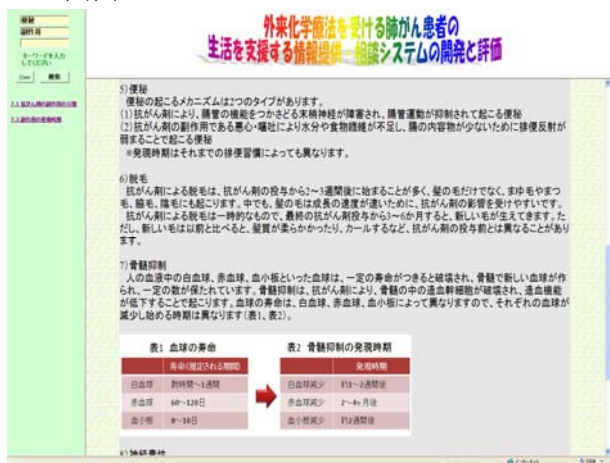 外来化学療法を受ける肺がん患者の
生活を支援する情報提供・相談システムの開発と評価
便秘
副作用
キーワードを入力
してください
Clear 検索
2.1 抗がん剤の副作用の分類
2.2 副作用の発現時期
5)便秘
便秘の起こるメカニズムは2つのタイプがあります。
(1)抗がん剤により、腸管の機能をつかさどる末梢神経が障害され、腸管運動が抑制されて起こる便秘
(2)抗がん剤の副作用である悪心・嘔吐により水分や食物繊維が不足し、腸の内容物が少ないために排便反射が
弱まることで起こる便秘
※発現時期はそれまでの排便習慣によっても異なります。
6)脱毛
抗がん剤による脱毛は、抗がん剤の投与から2~3週間後に始まることが多く、髪の毛だけでなく、まゆ毛やまつ
毛、脇毛、陰毛にも起こります。中でも、髪の毛は成長の速度が速いために、抗がん剤の影響を受けやすいです。
抗がん剤による脱毛は一時的なもので、最終の抗がん剤投与から3~6か月すると、新しい毛が生えてきます。た
だし、新しい毛は以前と比べると、髪質が柔らかかったり、カールするなど、抗がん剤の投与前とは異なることがあり
ます。
7)骨髄抑制
人の血液中の白血球、赤血球、血小板といった血球は、一定の寿命がつきると破壊され、骨髄で新しい血球が作
られ、一定の数が保たれています。骨髄抑制は、抗がん剤により、骨髄の中の造血幹細胞が破壊され、造血機能
が低下することで起こります。血球の寿命は、白血球、赤血球、血小板によって異なりますので、それぞれの血球が
減少し始める時期は異なります(表1、表2)。
表1 血球の寿命
寿命(推定される期間)
白血球 数時間~1週間
赤血球 60~120日
血小板 8~10日
表2 骨髄抑制の発現時期
発現時期
白血球減少 約1~2週間後
赤血球減少 2~4ヶ月後
血小板減少 約2週間後